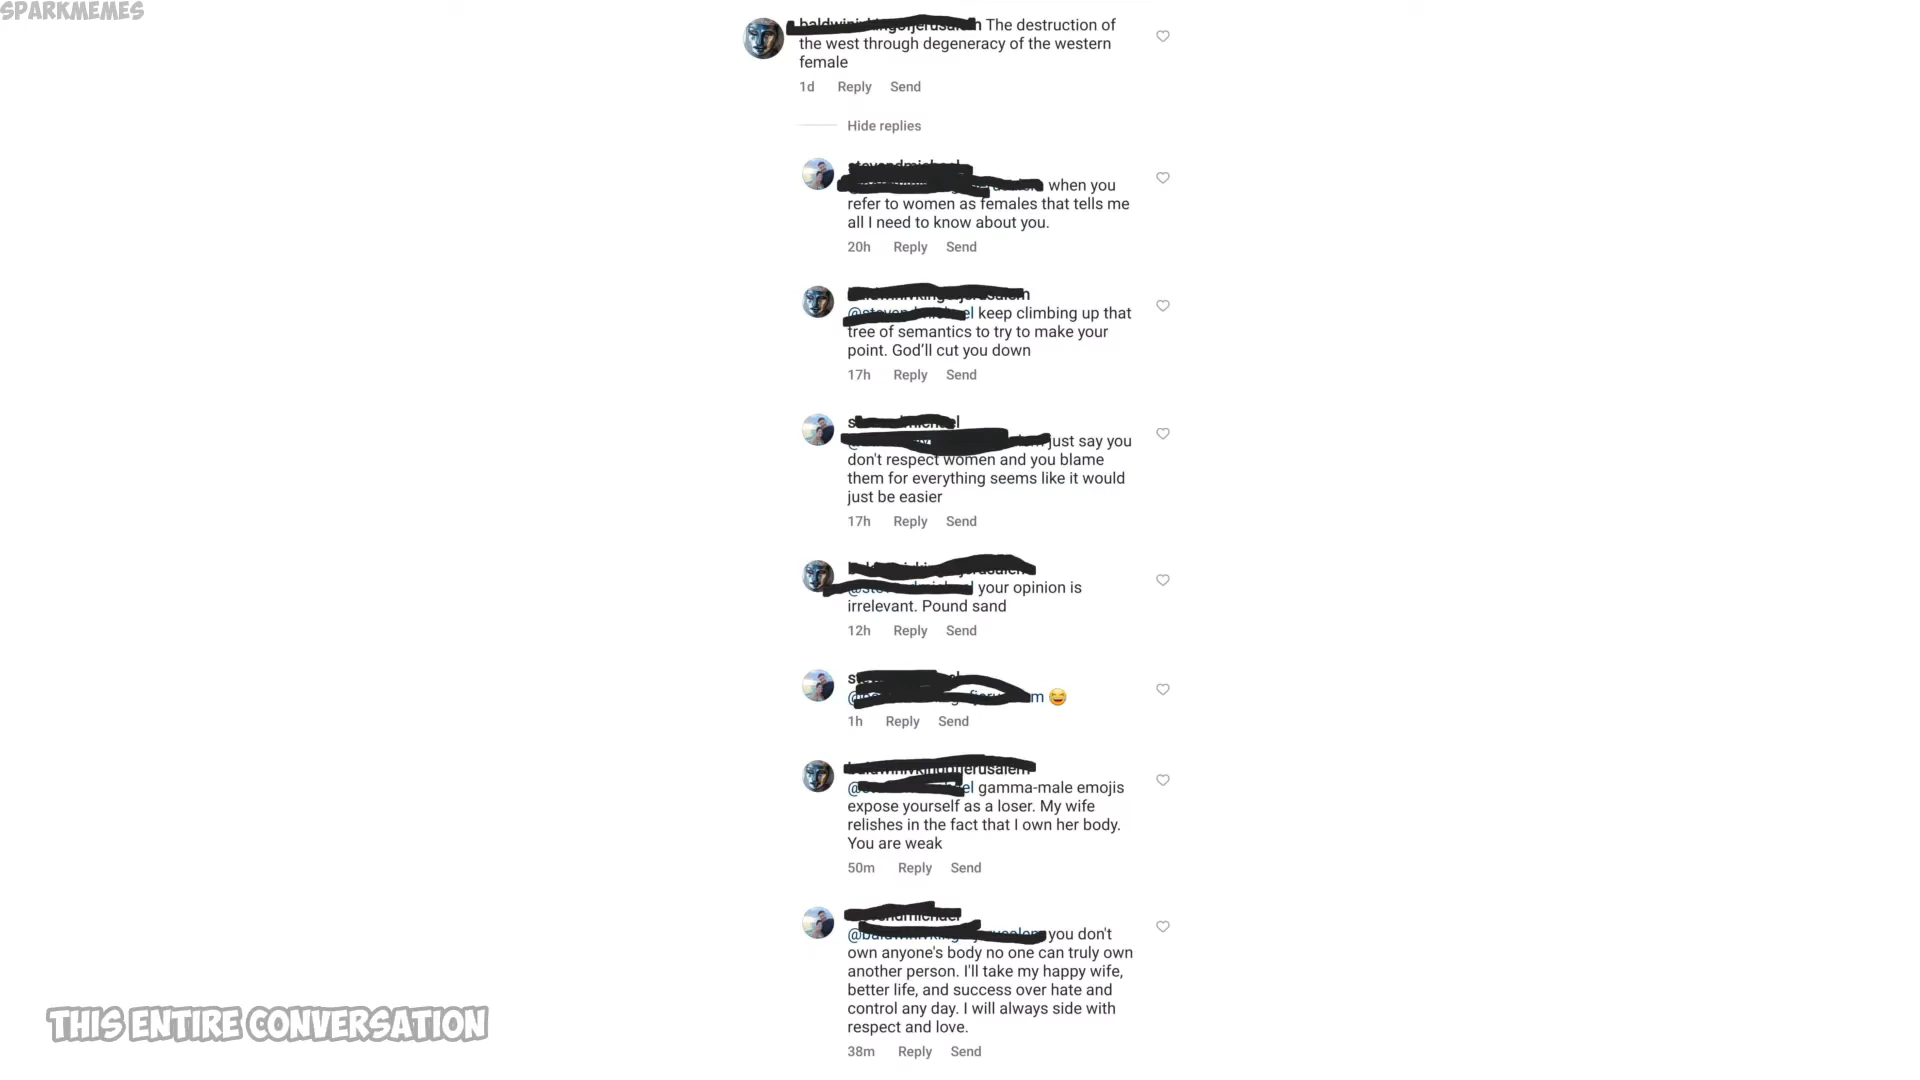 SPARKMEMES
The destruction of
the west through degeneracy of the western
female
1d Reply Send
Hide replies
when you
refer to women as females that tells me
all I need to know about you.
20h Reply Send
keep climbing up that
tree of semantics to try to make your
point. God’ll cut you down
17h Reply Send
just say you
don't respect women and you blame
them for everything seems like it would
just be easier
17h Reply Send
your opinion is
irrelevant. Pound sand
12h Reply Send
1h Reply Send
gamma-male emojis
expose yourself as a loser. My wife
relishes in the fact that I own her body.
You are weak
50m Reply Send
you don't
own anyone's body no one can truly own
another person. I'll take my happy wife,
better life, and success over hate and
control any day. I will always side with
respect and love.
38m Reply Send
THIS ENTIRE CONVERSATION